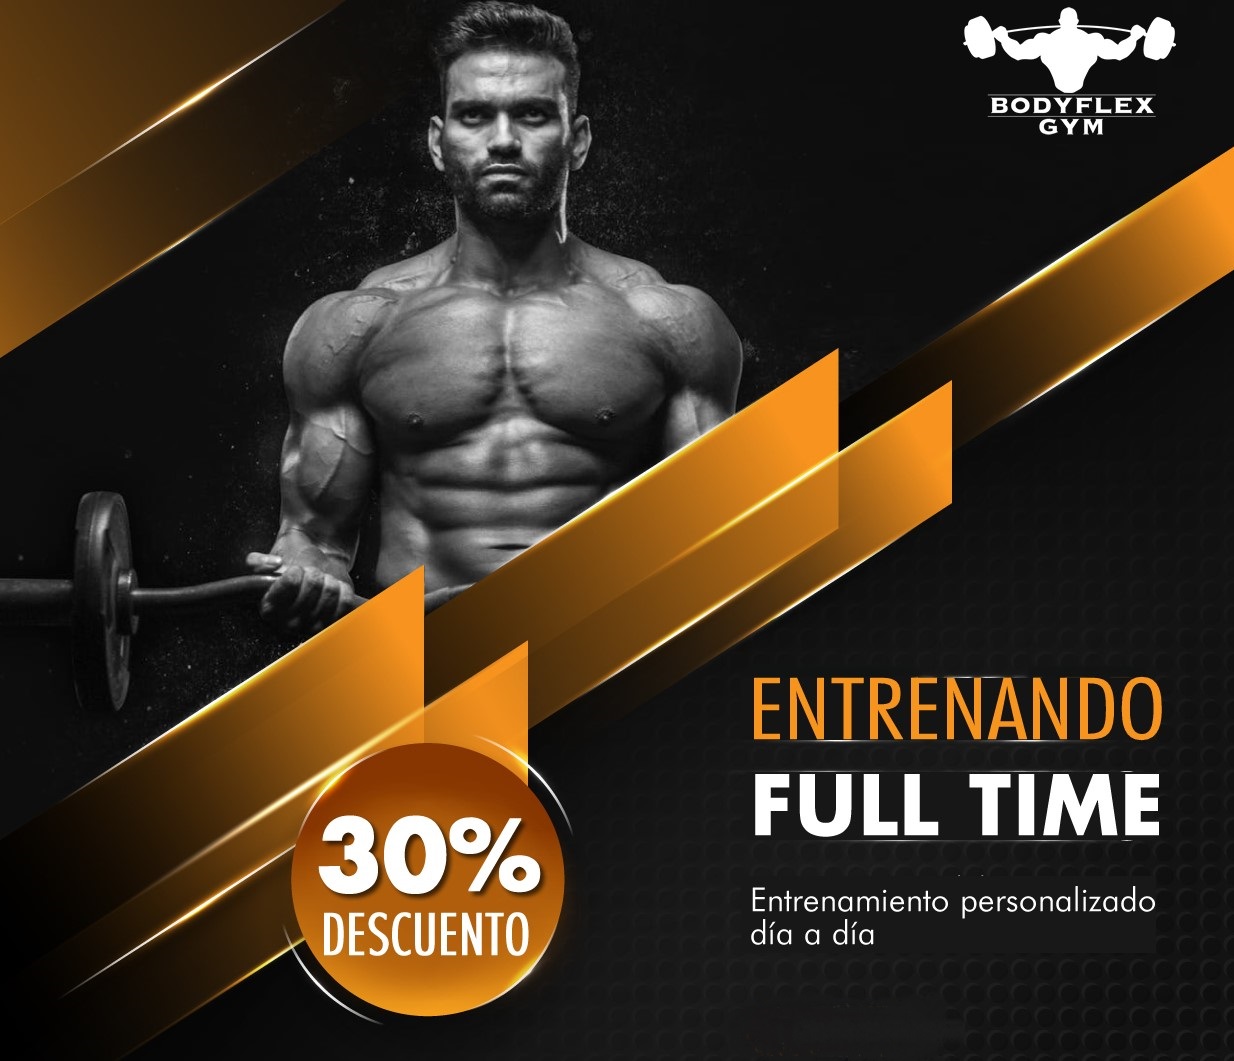 BODYFLEX
GYM
ENTRENANDO
FULL TIME
Entrenamiento personalizado
día a día
30%
DESCUENTO